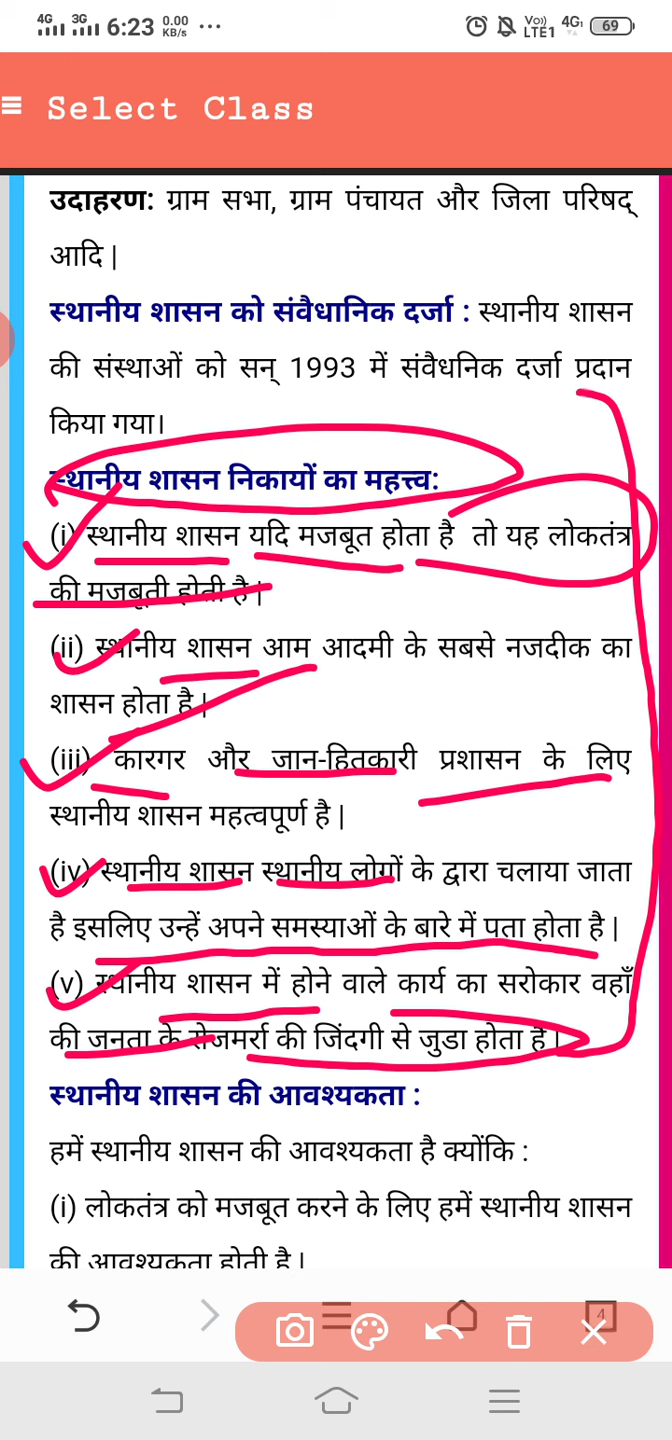 4G 3G 6:23 0.00 KB/s ... Vo)) LTE1 4G 69
Select Class
उदाहरण: ग्राम सभा, ग्राम पंचायत और जिला परिषद्
आदि |
स्थानीय शासन को संवैधानिक दर्जा : स्थानीय शासन
की संस्थाओं को सन् 1993 में संवैधनिक दर्जा प्रदान
किया गया।
स्थानीय शासन निकायों का महत्त्व:
(i) स्थानीय शासन यदि मजबूत होता है तो यह लोकतंत्र
की मजबूती होती है |
(ii) स्थानीय शासन आम आदमी के सबसे नजदीक का
शासन होता है |
(iii) कारगर और जान-हितकारी प्रशासन के लिए
स्थानीय शासन महत्वपूर्ण है |
(iv) स्थानीय शासन स्थानीय लोगों के द्वारा चलाया जाता
है इसलिए उन्हें अपने समस्याओं के बारे में पता होता है |
(v) स्थानीय शासन में होने वाले कार्य का सरोकार वहाँ
की जनता के रोजमर्रा की जिंदगी से जुडा होता है |
स्थानीय शासन की आवश्यकता :
हमें स्थानीय शासन की आवश्यकता है क्योंकि :
(i) लोकतंत्र को मजबूत करने के लिए हमें स्थानीय शासन
की आवश्यकता होती है |
4